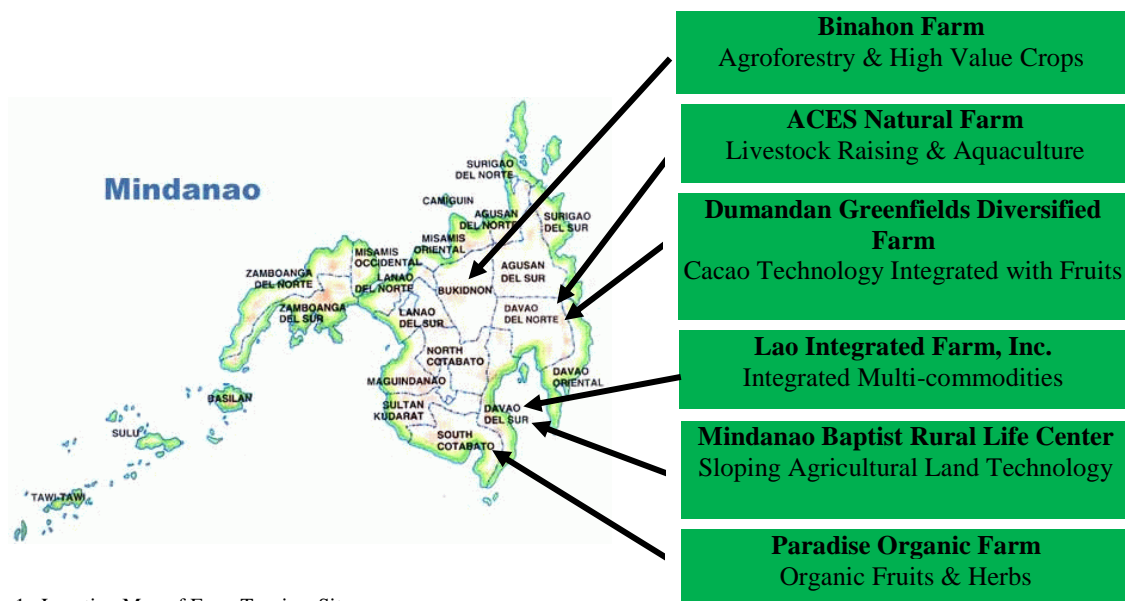 Binahon Farm
Agroforestry & High Value Crops
ACES Natural Farm
Livestock Raising & Aquaculture
Dumandan Greenfields Diversified
Farm
Cacao Technology Integrated with Fruits
Lao Integrated Farm, Inc.
Integrated Multi-commodities
Mindanao Baptist Rural Life Center
Sloping Agricultural Land Technology
Paradise Organic Farm
Organic Fruits & Herbs
Mindanao
SURIGAO
DEL NORTE
CAMIGUIN
AGUSAN
DEL NORTE
SURIGAO
DEL SUR
MISAMIS
ORIENTAL
MISAMIS
OCCIDENTAL
LANAO
DEL NORTE
ZAMBOANGA
DEL NORTE
ZAMBOANGA
DEL SUR
BUKIDNON
AGUSAN
DEL SUR
LANAO
DEL SUR
DAVAO
DEL NORTE
NORTH
COTABATO
MAGUINDANAO
DAVAO
ORIENTAL
SULTAN
KUDARAT
DAVAO
DEL SUR
SOUTH
COTABATO
BASILAN
SULU
TAWI-TAWI